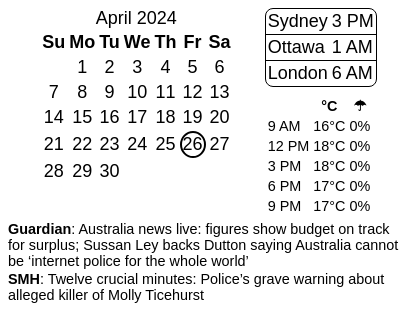 April 2024
Su Mo Tu We Th Fr Sa
1 2 3 4 5 6
7 8 9 10 11 12 13
14 15 16 17 18 19 20
21 22 23 24 25 26 27
28 29 30
Sydney 3 PM
Ottawa 1 AM
London 6 AM
°C ☂
9 AM 16°C 0%
12 PM 18°C 0%
3 PM 18°C 0%
6 PM 17°C 0%
9 PM 17°C 0%
Guardian: Australia news live: figures show budget on track
for surplus; Sussan Ley backs Dutton saying Australia cannot
be ‘internet police for the whole world’
SMH: Twelve crucial minutes: Police’s grave warning about
alleged killer of Molly Ticehurst